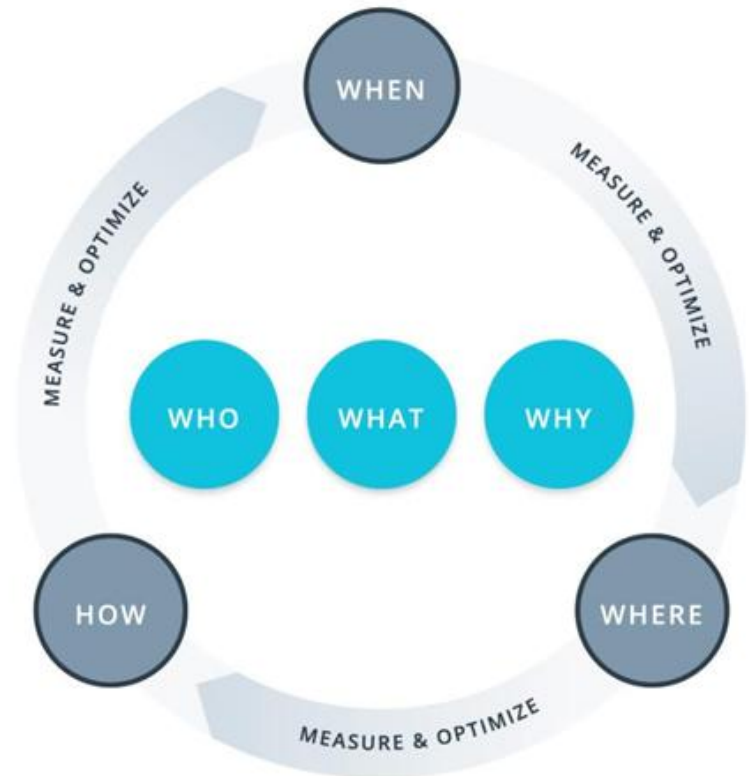 WHEN
MEASURE & OPTIMIZE
MEASURE & OPTIMIZE
WHO
WHAT
WHY
HOW
WHERE
MEASURE & OPTIMIZE